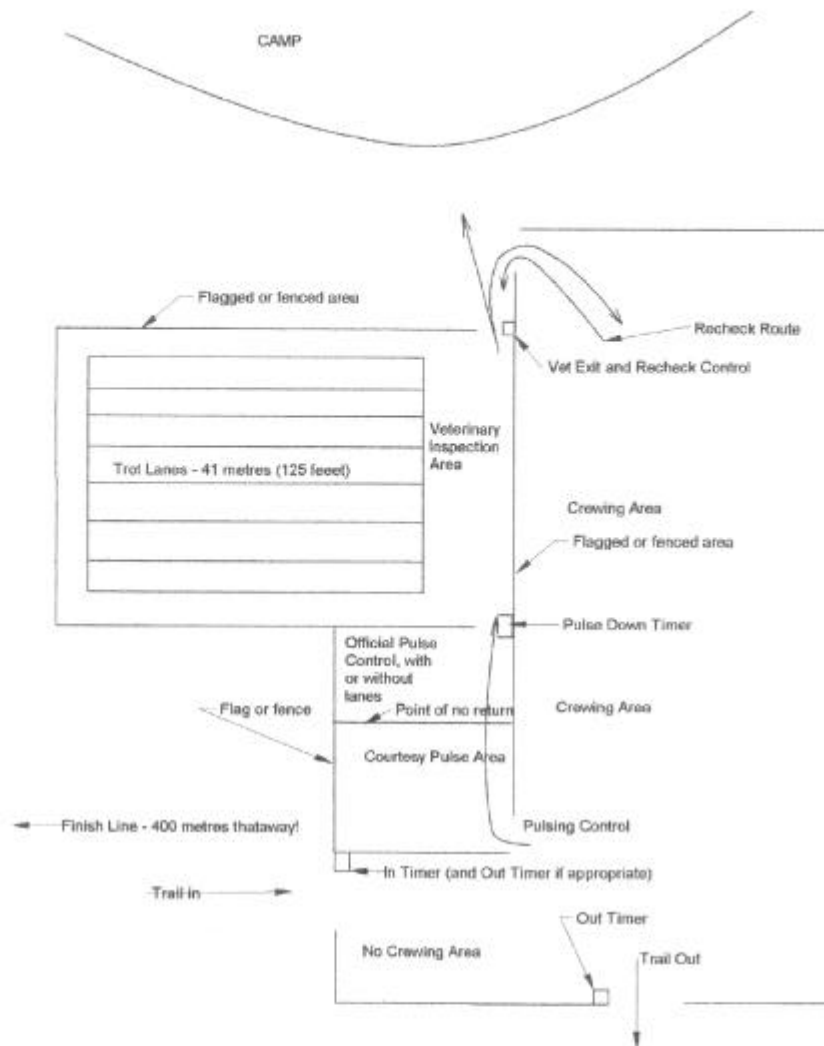 CAMP
Flagged or fenced area
Recheck Route
Vet Exit and Recheck Control
Veterinary
Inspection
Area
Trot Lanes - 41 metres (125 feeet)
Crewing Area
Flagged or fenced area
Pulse Down Timer
Official Pulse
Control, with
or without
lanes
Flag or fence
Point of no return
Crewing Area
Courtesy Pulse Area
Finish Line - 400 metres thataway!
Pulsing Control
In Timer (and Out Timer if appropriate)
Trail in
Out Timer
No Crewing Area
Trail Out